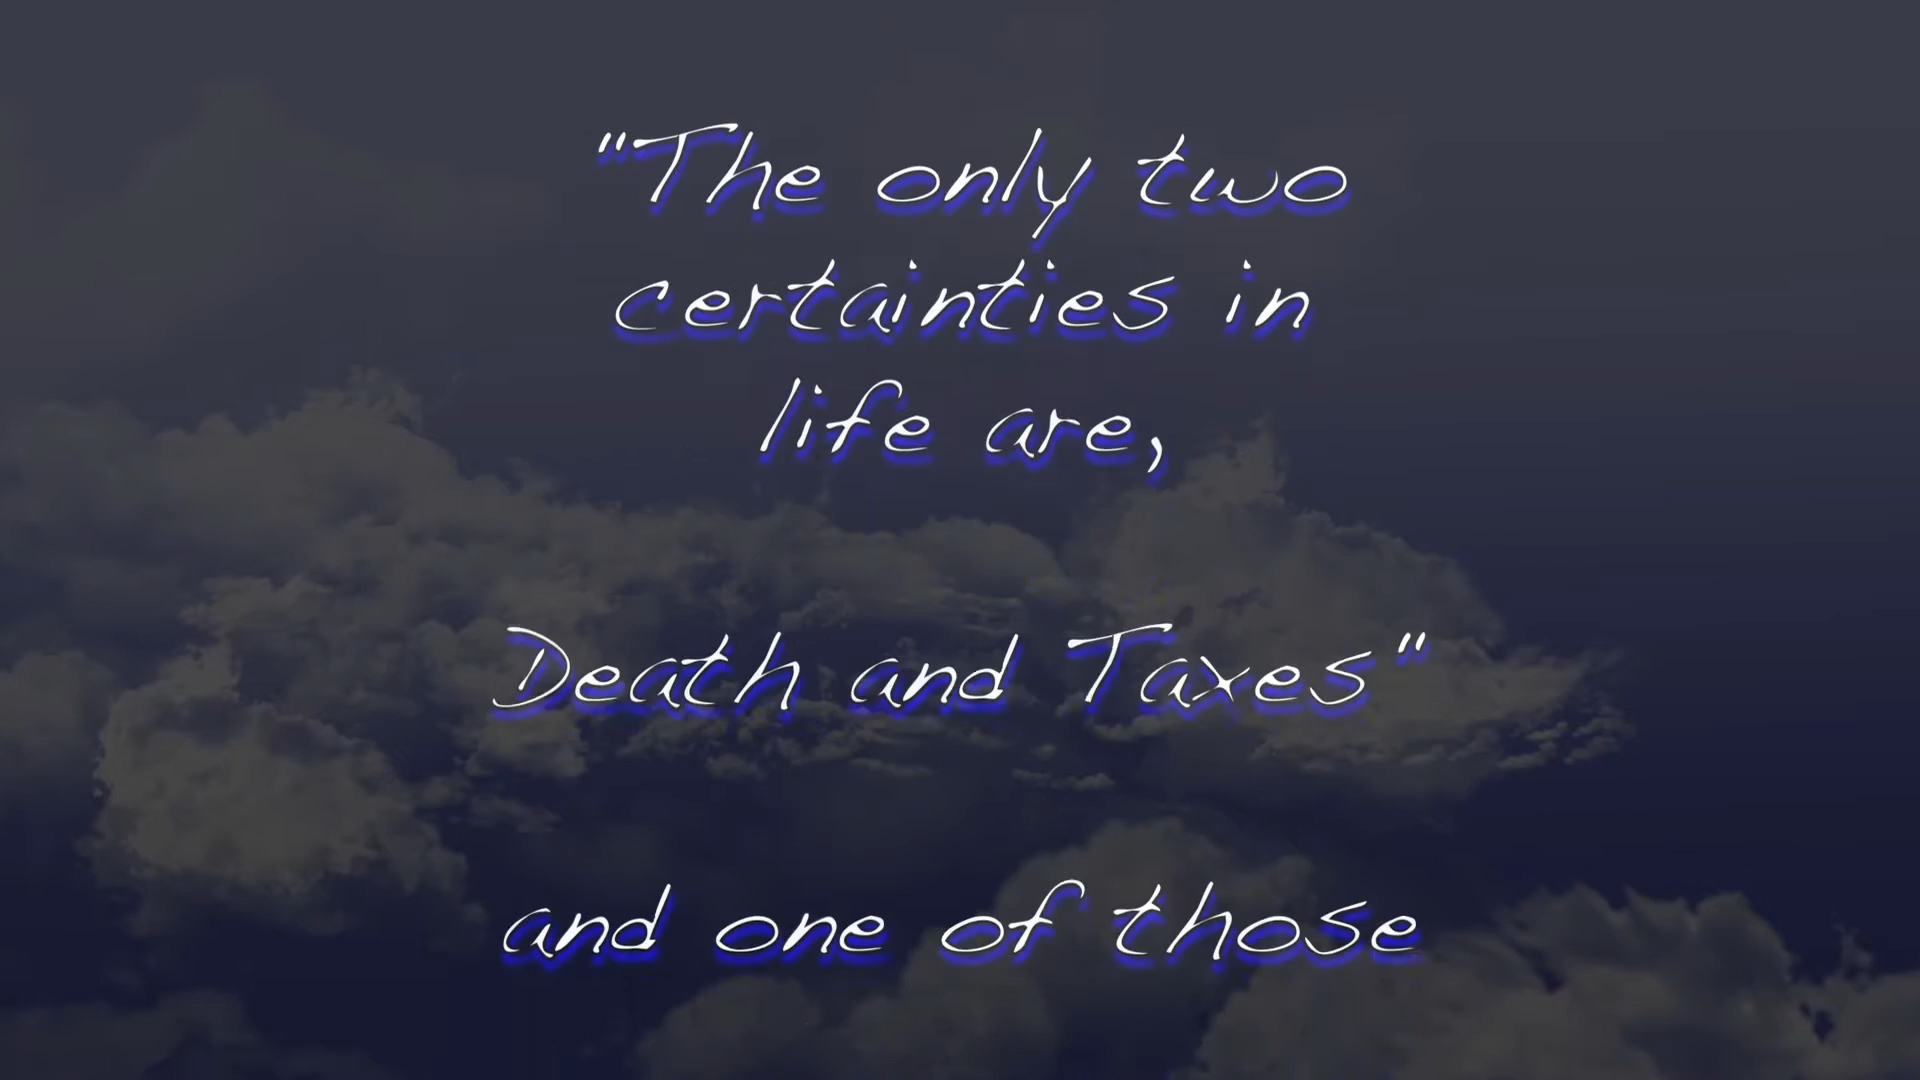 "The only two
certainties in
life are,
Death and Taxes"
and one of those